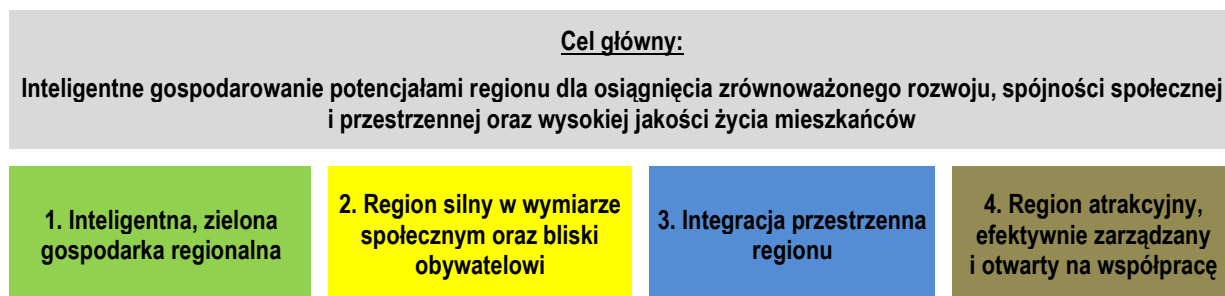 Cel główny:
Inteligentne gospodarowanie potencjałami regionu dla osiągnięcia zrównoważonego rozwoju, spójności społecznej
i przestrzennej oraz wysokiej jakości życia mieszkańców
1. Inteligentna, zielona
gospodarka regionalna
2. Region silny w wymiarze
społecznym oraz bliski
obywatelowi
3. Integracja przestrzenna
regionu
4. Region atrakcyjny,
efektywnie zarządzany
i otwarty na współpracę